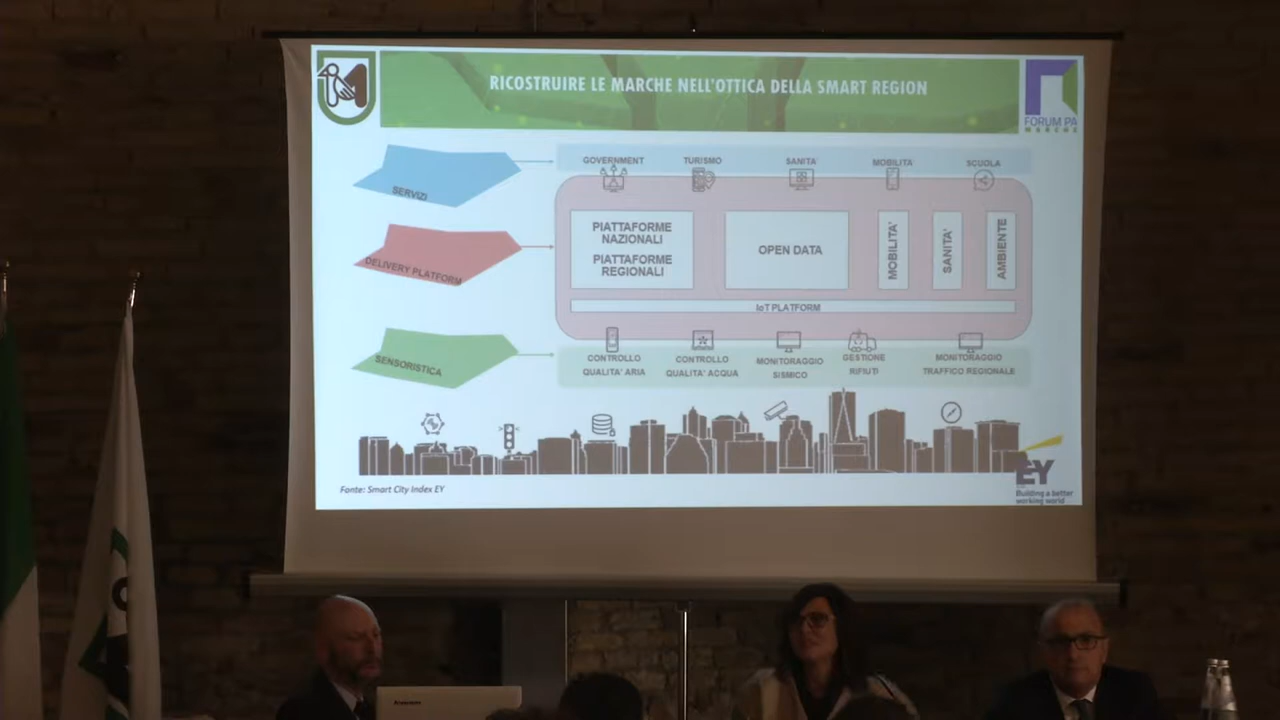 RICOSTRUIRE LE MARCHE NELL'OTTICA DELLA SMART REGION
FORUM PA
MARCHE
SERVIZI
GOVERNMENT
TURISMO
SANITA'
MOBILITA'
SCUOLA
DELIVERY PLATFORM
PIATTAFORME
NAZIONALI
PIATTAFORME
REGIONALI
OPEN DATA
MOBILITA'
SANITA'
AMBIENTE
IoT PLATFORM
SENSORISTICA
CONTROLLO
QUALITA' ARIA
CONTROLLO
QUALITA' ACQUA
MONITORAGGIO
SISMICO
GESTIONE
RIFIUTI
MONITORAGGIO
TRAFFICO REGIONALE
Fonte: Smart City Index EY
EY
Building a better
working world